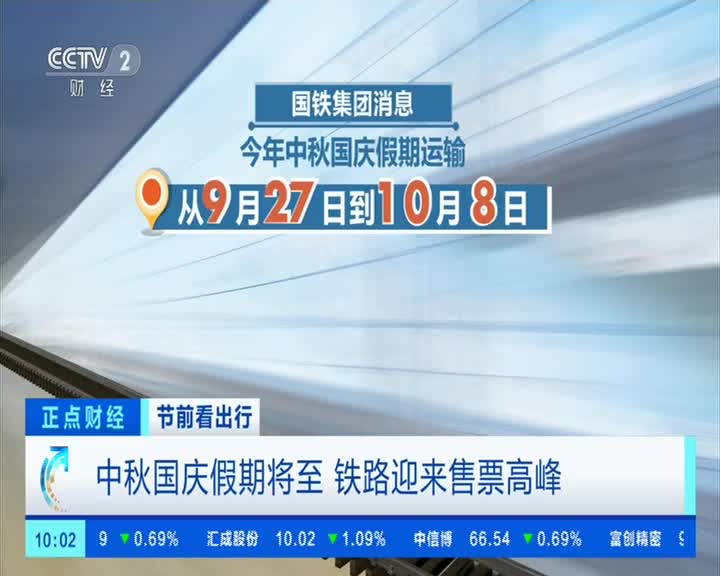 CCTV 2
财经
国铁集团消息
今年中秋国庆假期运输
从9月27日到10月8日
正点财经 节前看出行
中秋国庆假期将至 铁路迎来售票高峰
10:02 9 ▼0.69% 汇成股份 10.02 ▼1.09% 中信博 66.54 ▼0.69% 富创精密